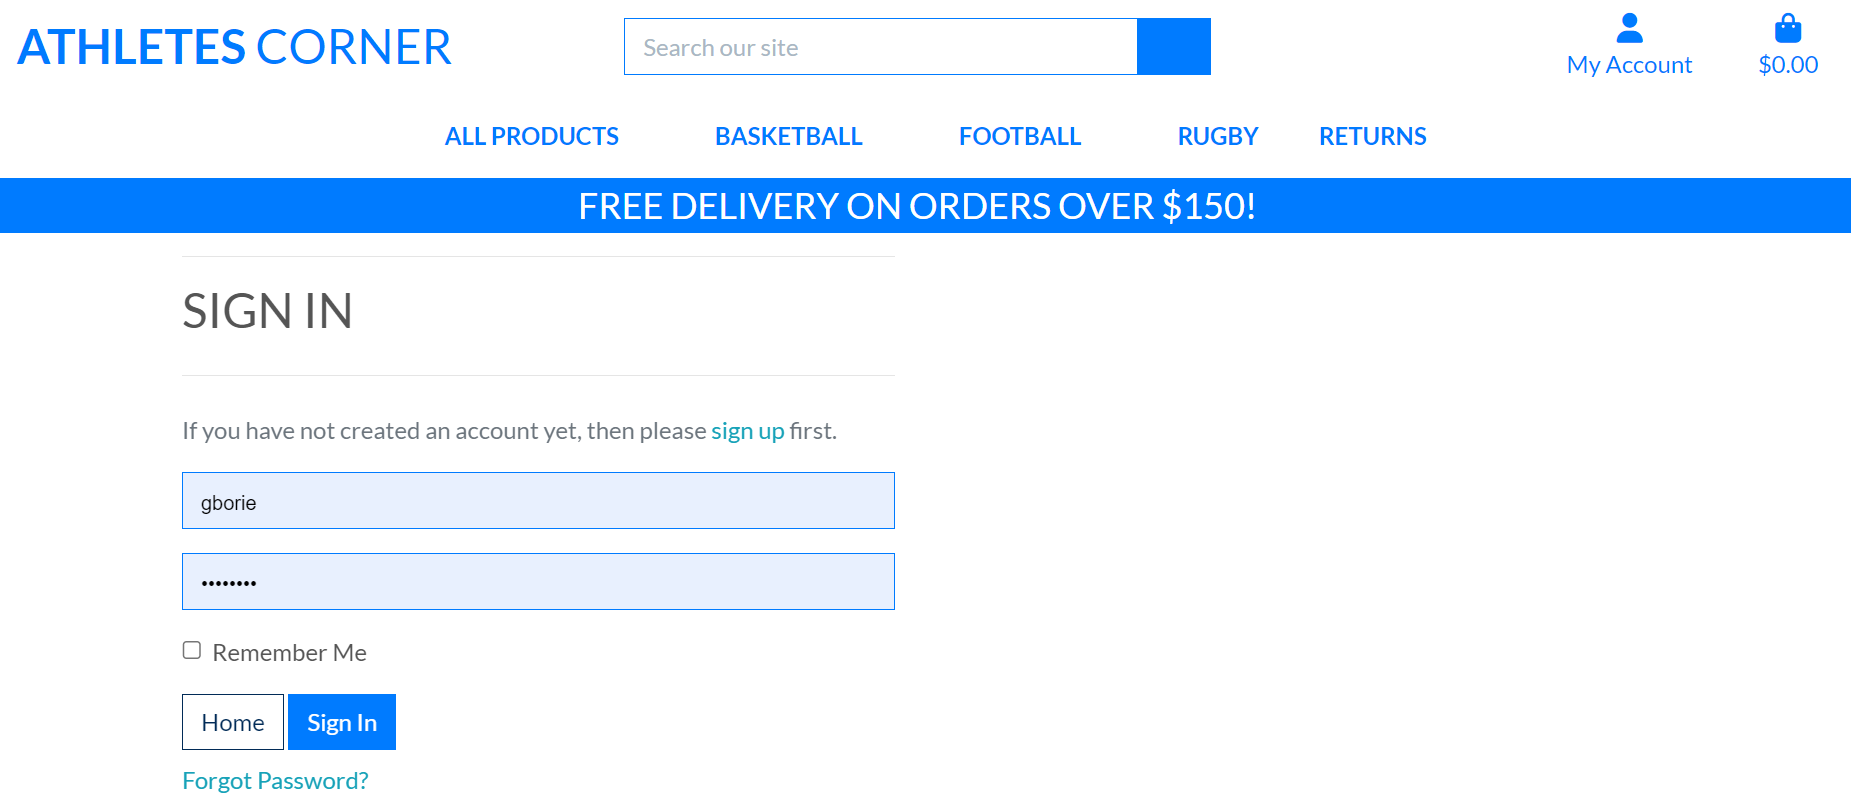 ATHLETES CORNER
Search our site
My Account
$0.00
ALL PRODUCTS
BASKETBALL
FOOTBALL
RUGBY
RETURNS
FREE DELIVERY ON ORDERS OVER $150!
SIGN IN
If you have not created an account yet, then please sign up first.
gborie
••••••••
Remember Me
Home
Sign In
Forgot Password?